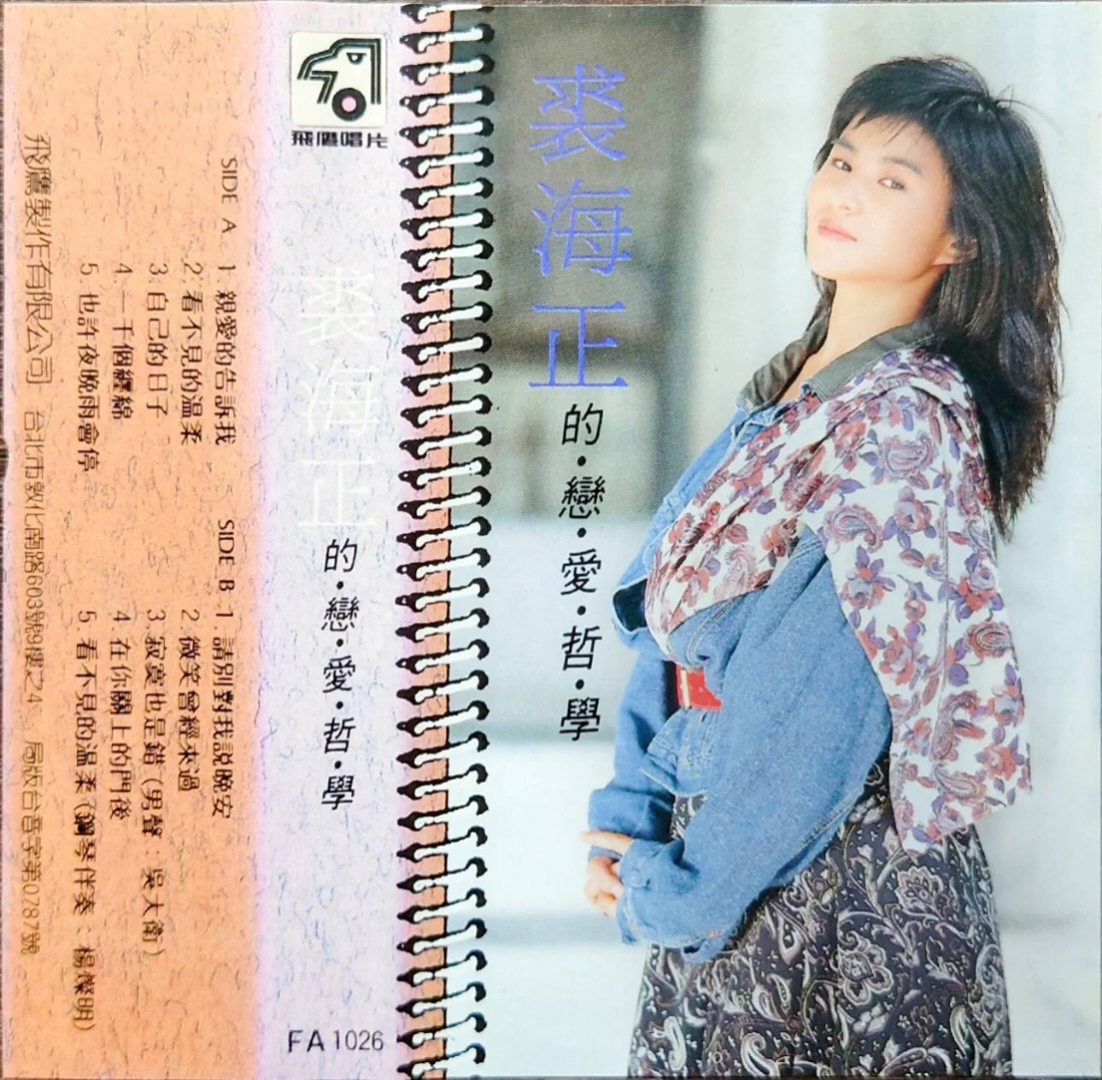 裘海正
的・戀・愛・哲・學
飛鷹唱片
裘海正
的・戀・愛・哲・學
FA 1026
SIDE A. 1. 親愛的告訴我
2. 看不見的溫柔
3. 自己的日子
4. 一千個纏綿
5. 也許夜晚雨會停
SIDE B. 1. 請別對我說晚安
2. 微笑曾經來過
3. 寂寞也是錯(男聲:吳大衛)
4. 在你關上的門後
5. 看不見的溫柔(鋼琴伴奏:楊燦明)
飛鷹製作有限公司 台北市敦化南路603號9樓之4 局版台音字第0787號